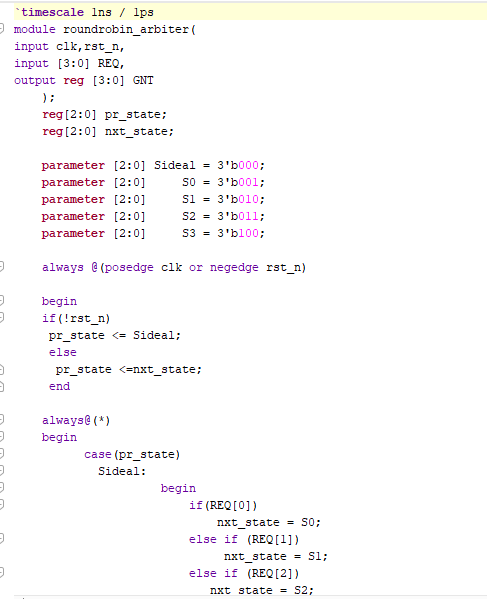 `timescale 1ns / 1ps
module roundrobin_arbiter(
input clk,rst_n,
input [3:0] REQ,
output reg [3:0] GNT
);
reg[2:0] pr_state;
reg[2:0] nxt_state;
parameter [2:0] Sideal = 3'b000;
parameter [2:0] S0 = 3'b001;
parameter [2:0] S1 = 3'b010;
parameter [2:0] S2 = 3'b011;
parameter [2:0] S3 = 3'b100;
always @(posedge clk or negedge rst_n)
begin
if(!rst_n)
pr_state <= Sideal;
else
pr_state <=nxt_state;
end
always@(*)
begin
case(pr_state)
Sideal:
begin
if(REQ[0])
nxt_state = S0;
else if (REQ[1])
nxt_state = S1;
else if (REQ[2])
nxt_state = S2;